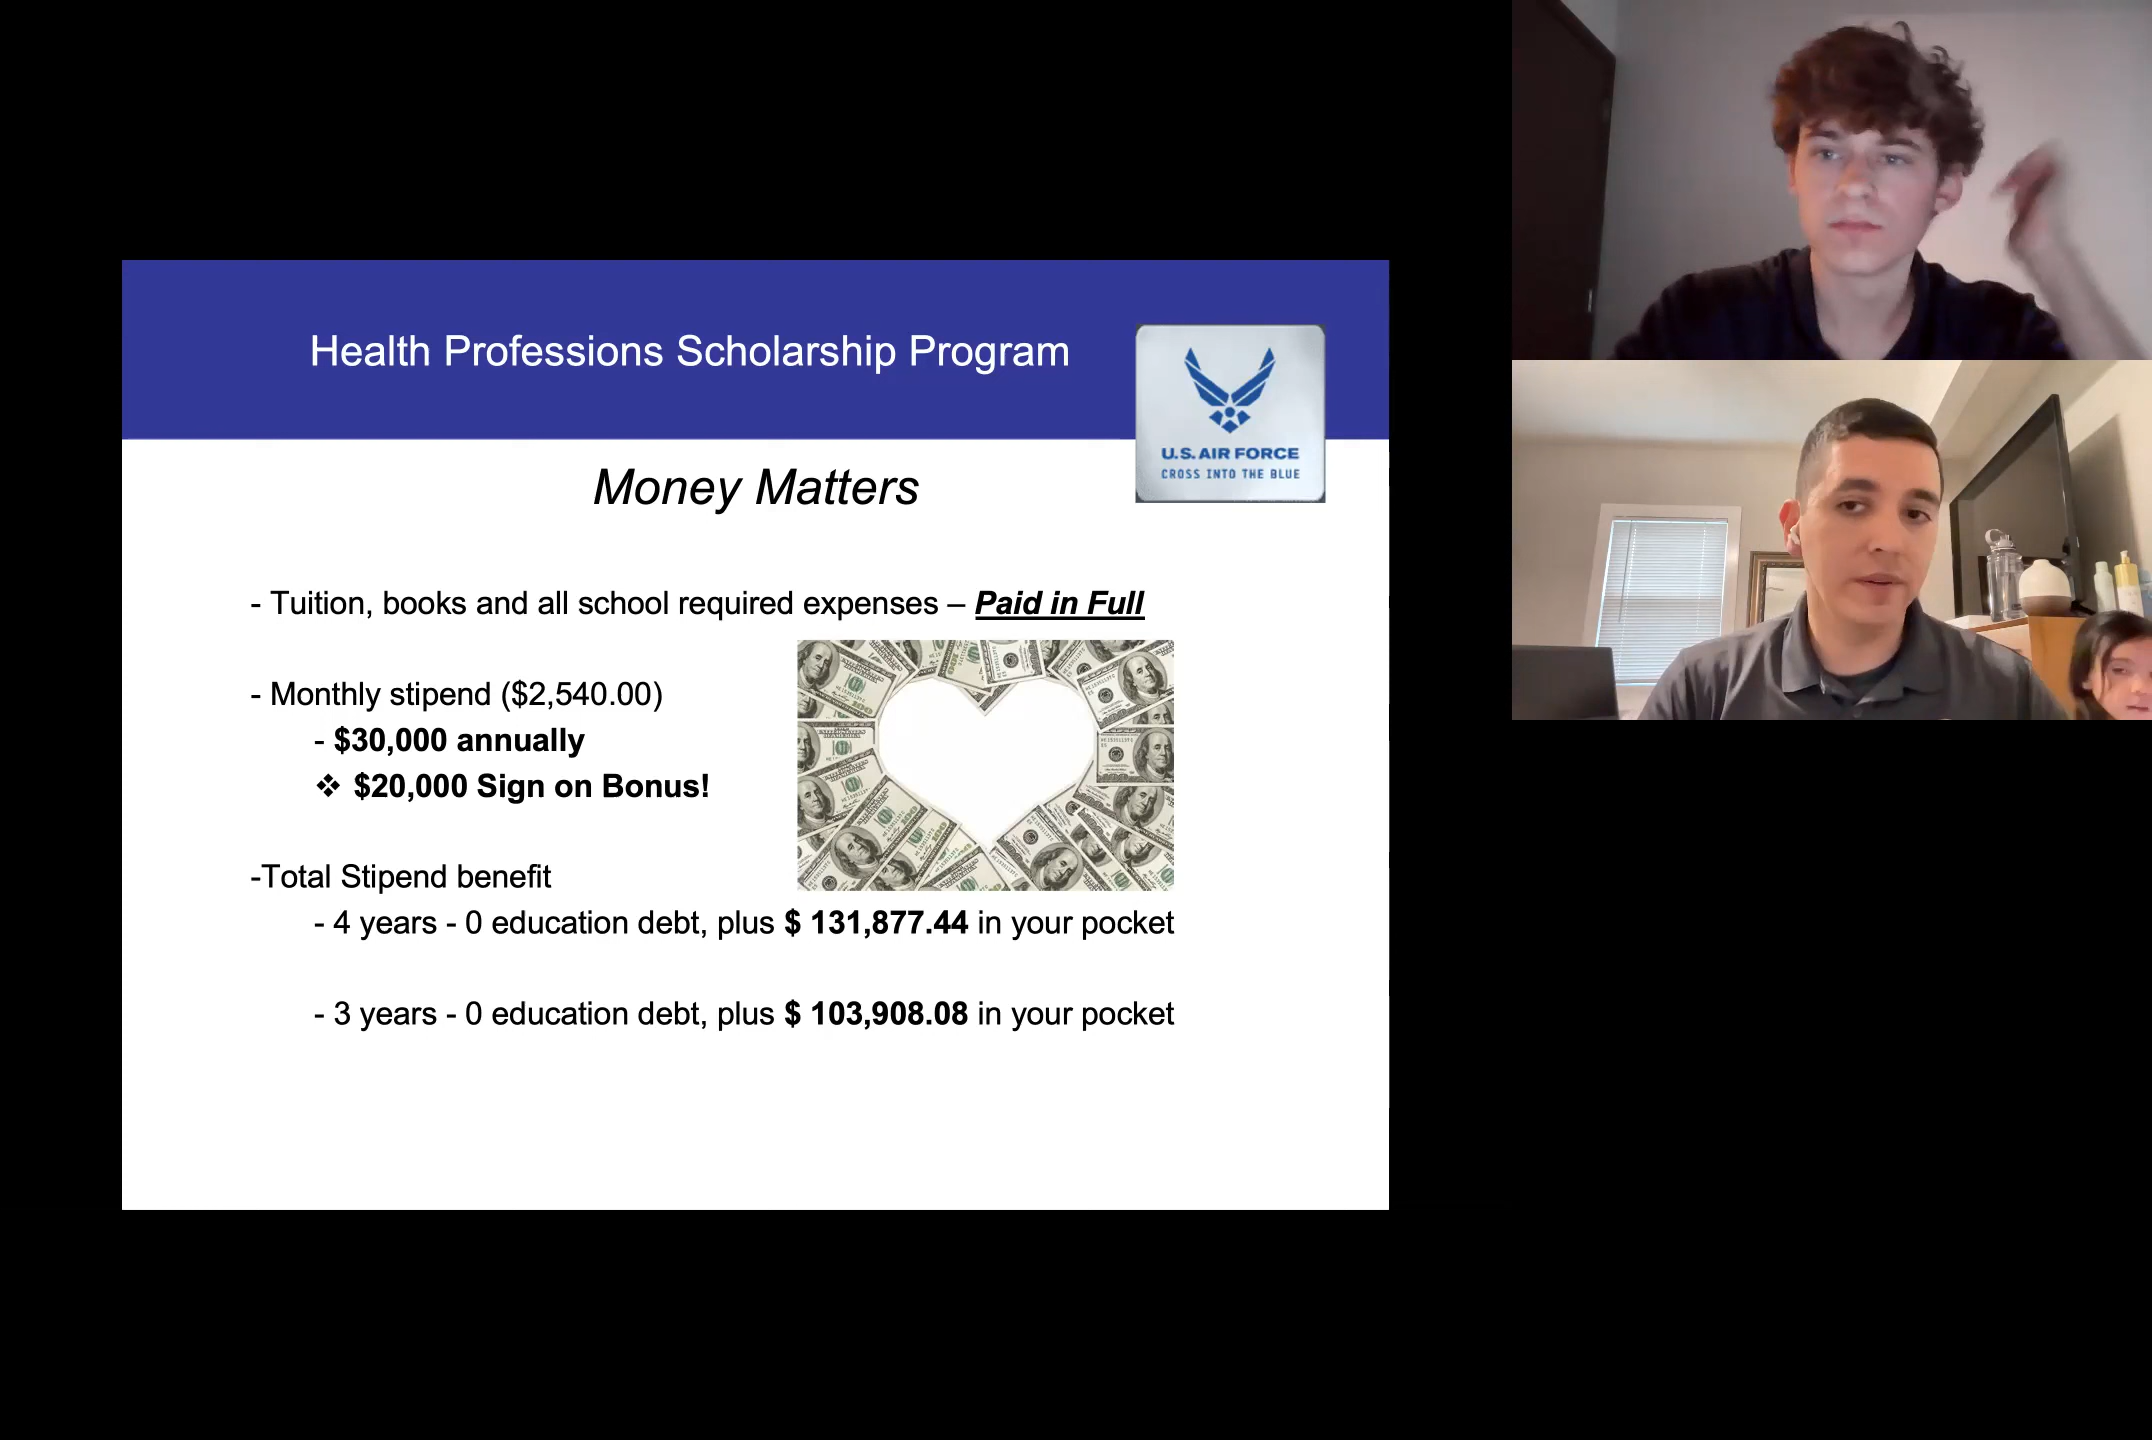 Health Professions Scholarship Program
U.S. AIR FORCE
CROSS INTO THE BLUE
Money Matters
- Tuition, books and all school required expenses – Paid in Full
- Monthly stipend ($2,540.00)
- $30,000 annually
❖ $20,000 Sign on Bonus!
-Total Stipend benefit
- 4 years - 0 education debt, plus $ 131,877.44 in your pocket
- 3 years - 0 education debt, plus $ 103,908.08 in your pocket